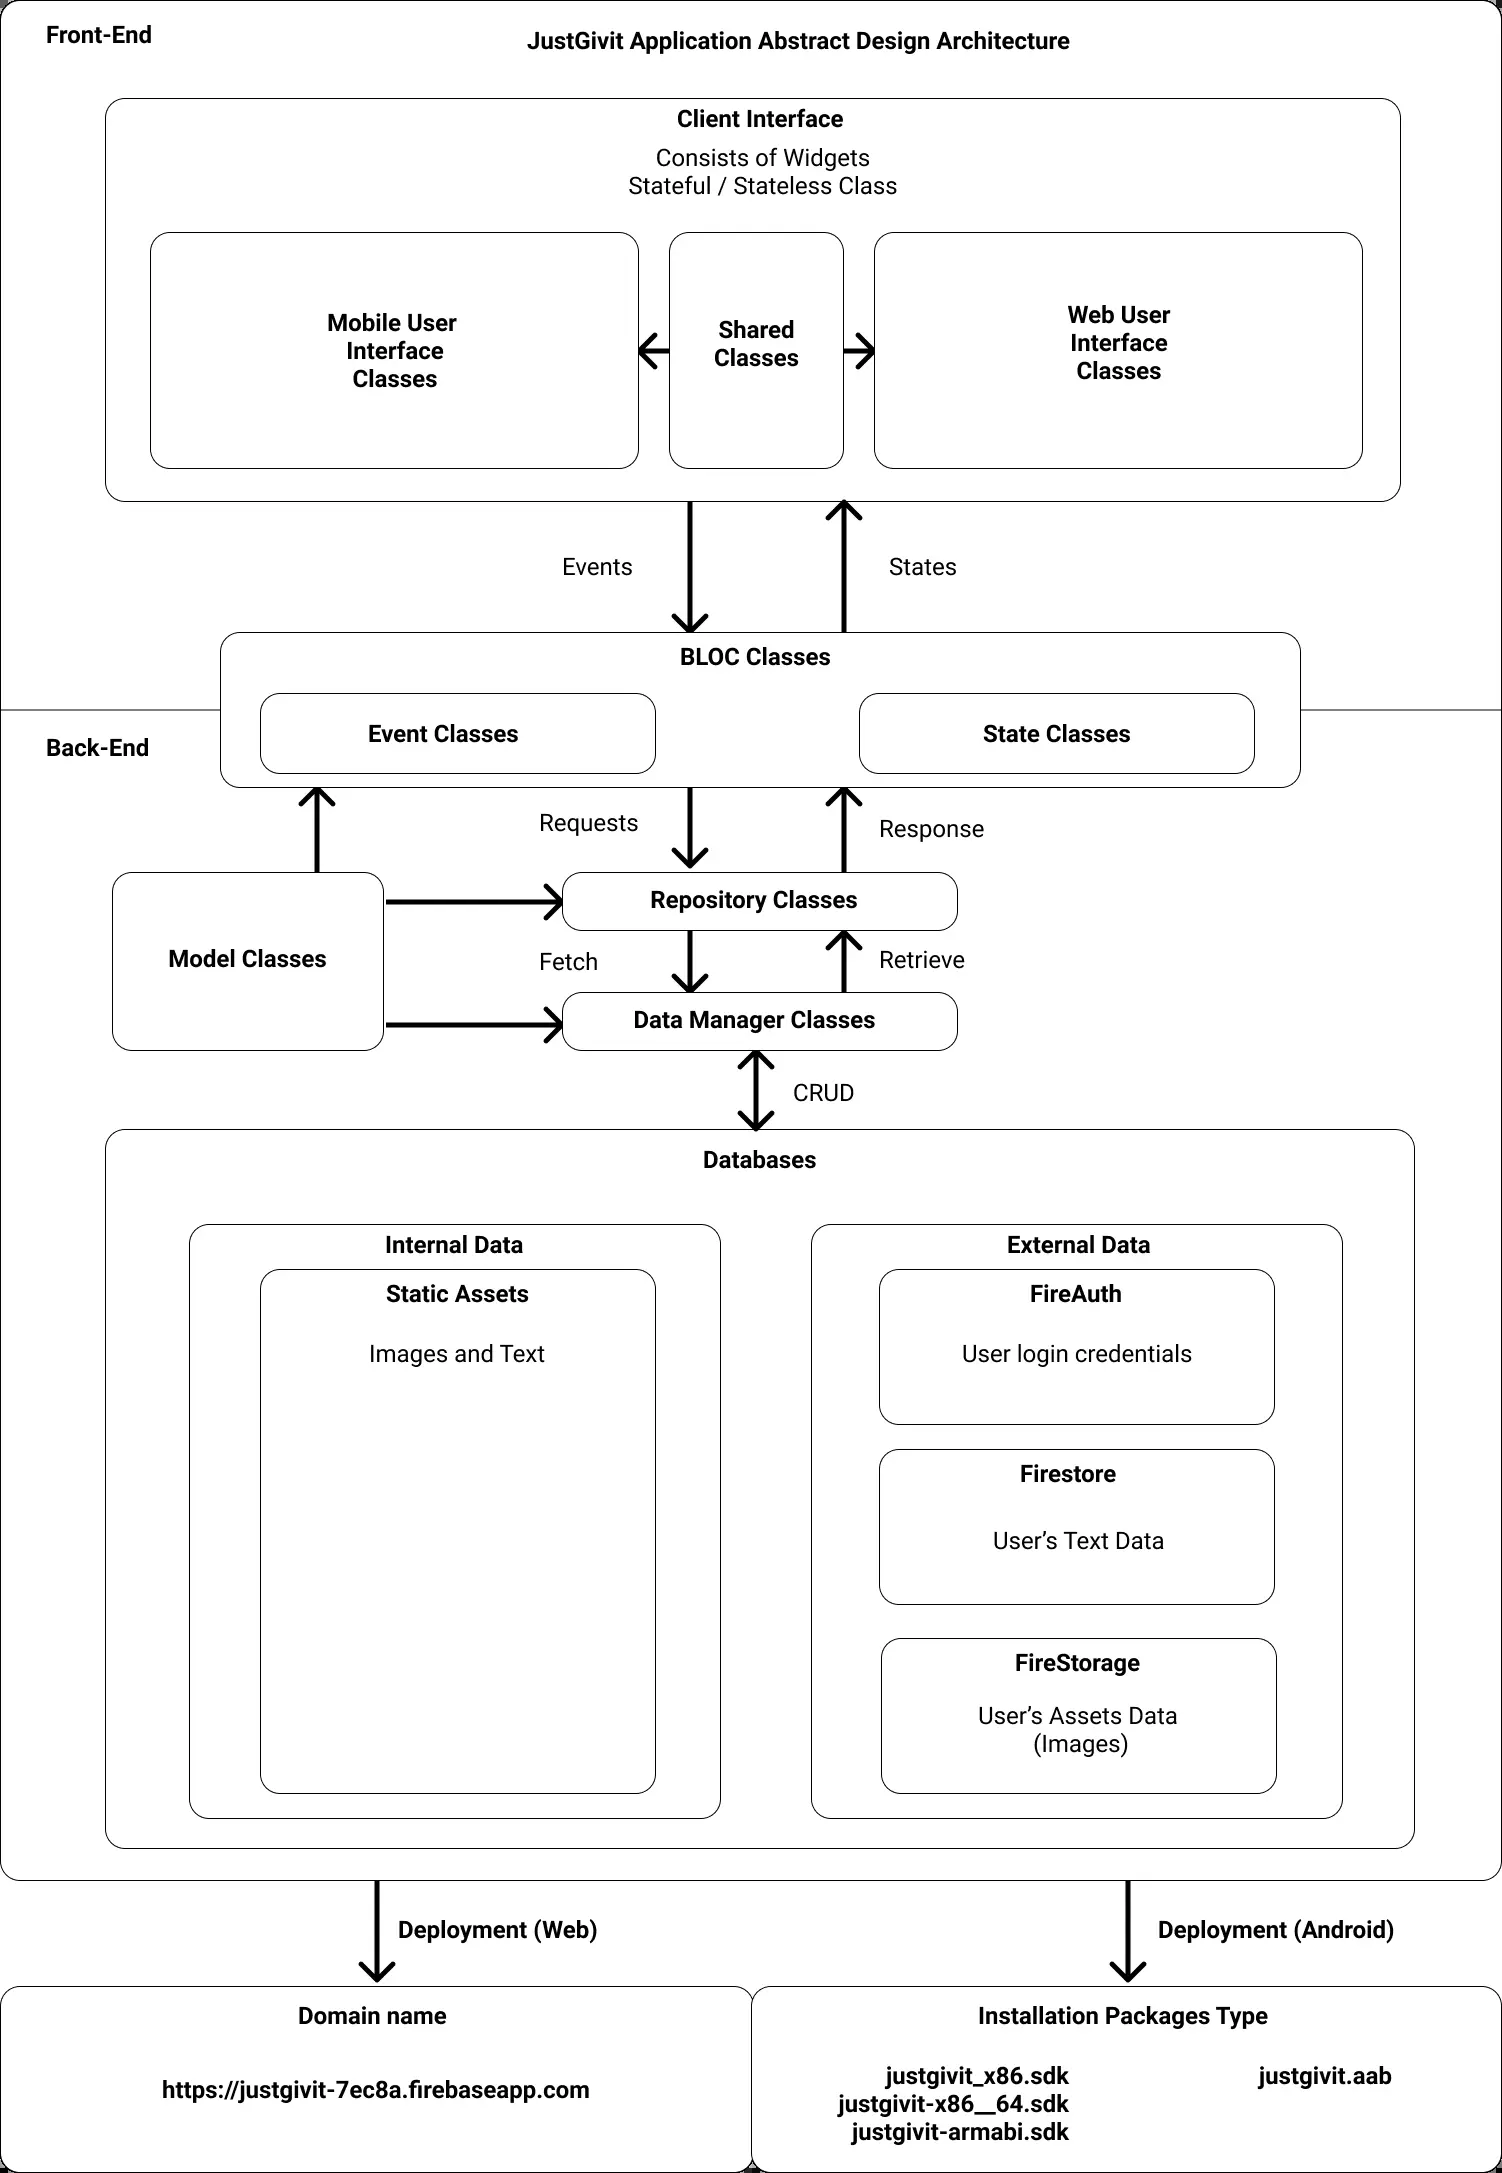 Front-End
JustGivit Application Abstract Design Architecture
Client Interface
Consists of Widgets
Stateful / Stateless Class
Mobile User
Interface
Classes
Shared
Classes
Web User
Interface
Classes
Events
States
BLOC Classes
Event Classes
State Classes
Back-End
Requests
Response
Model Classes
Repository Classes
Fetch
Retrieve
Data Manager Classes
CRUD
Databases
Internal Data
Static Assets
Images and Text
External Data
FireAuth
User login credentials
Firestore
User’s Text Data
FireStorage
User’s Assets Data
(Images)
Deployment (Web)
Deployment (Android)
Domain name
https://justgivit-7ec8a.firebaseapp.com
Installation Packages Type
justgivit_x86.sdk
justgivit-x86__64.sdk
justgivit-armabi.sdk
justgivit.aab